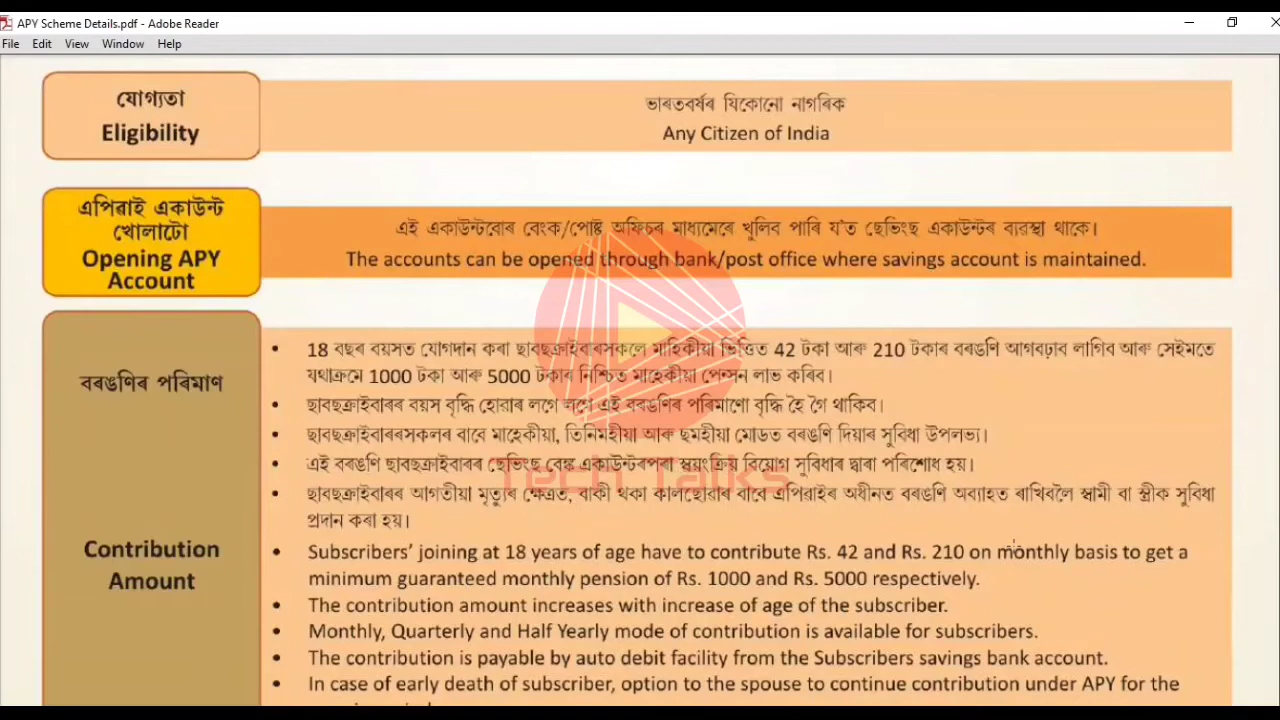 APY Scheme Details.pdf - Adobe Reader
File Edit View Window Help
যোগ্যতা
Eligibility
ভাৰতবৰ্ষৰ যিকোনো নাগৰিক
Any Citizen of India
এপিৱাই একাউন্ট
খোলাটো
Opening APY
Account
এই একাউন্টবোৰ বেংক/পোষ্ট অফিচৰ মাধ্যমেৰে খুলিব পাৰি য'ত ছেভিংছ একাউন্টৰ ব্যৱস্থা থাকে।
The accounts can be opened through bank/post office where savings account is maintained.
বৰঙণিৰ পৰিমাণ
Contribution
Amount
• 18 বছৰ বয়সত যোগদান কৰা ছাবছক্ৰাইবাৰসকলে মাহিকীয়া ভিত্তিত 42 টকা আৰু 210 টকাৰ বৰঙণি আগবঢ়াব লাগিব আৰু সেইমতে
যথাক্ৰমে 1000 টকা আৰু 5000 টকাৰ নিশ্চিত মাহেকীয়া পেন্সন লাভ কৰিব।
• ছাবছক্ৰাইবাৰৰ বয়স বৃদ্ধি হোৱাৰ লগে লগে এই বৰঙণিৰ পৰিমাণো বৃদ্ধি হৈ গৈ থাকিব।
• ছাবছক্ৰাইবাৰৰসকলৰ বাবে মাহেকীয়া, তিনিমহীয়া আৰু ছমহীয়া মোডত বৰঙণি দিয়াৰ সুবিধা উপলভ্য।
• এই বৰঙণি ছাবছক্ৰাইবাৰৰ ছেভিংছ বেঙ্ক একাউন্টৰপৰা স্বয়ংক্ৰিয় বিয়োগ সুবিধাৰ দ্বাৰা পৰিশোধ হয়।
• ছাবছক্ৰাইবাৰৰ আগতীয়া মৃত্যুৰ ক্ষেত্ৰত, বাকী থকা কালছোৱাৰ বাবে এপিৱাইৰ অধীনত বৰঙণি অব্যাহত ৰাখিবলৈ স্বামী বা স্ত্ৰীক সুবিধা
প্ৰদান কৰা হয়।
• Subscribers’ joining at 18 years of age have to contribute Rs. 42 and Rs. 210 on monthly basis to get a
minimum guaranteed monthly pension of Rs. 1000 and Rs. 5000 respectively.
• The contribution amount increases with increase of age of the subscriber.
• Monthly, Quarterly and Half Yearly mode of contribution is available for subscribers.
• The contribution is payable by auto debit facility from the Subscribers savings bank account.
• In case of early death of subscriber, option to the spouse to continue contribution under APY for the
Tech Talks